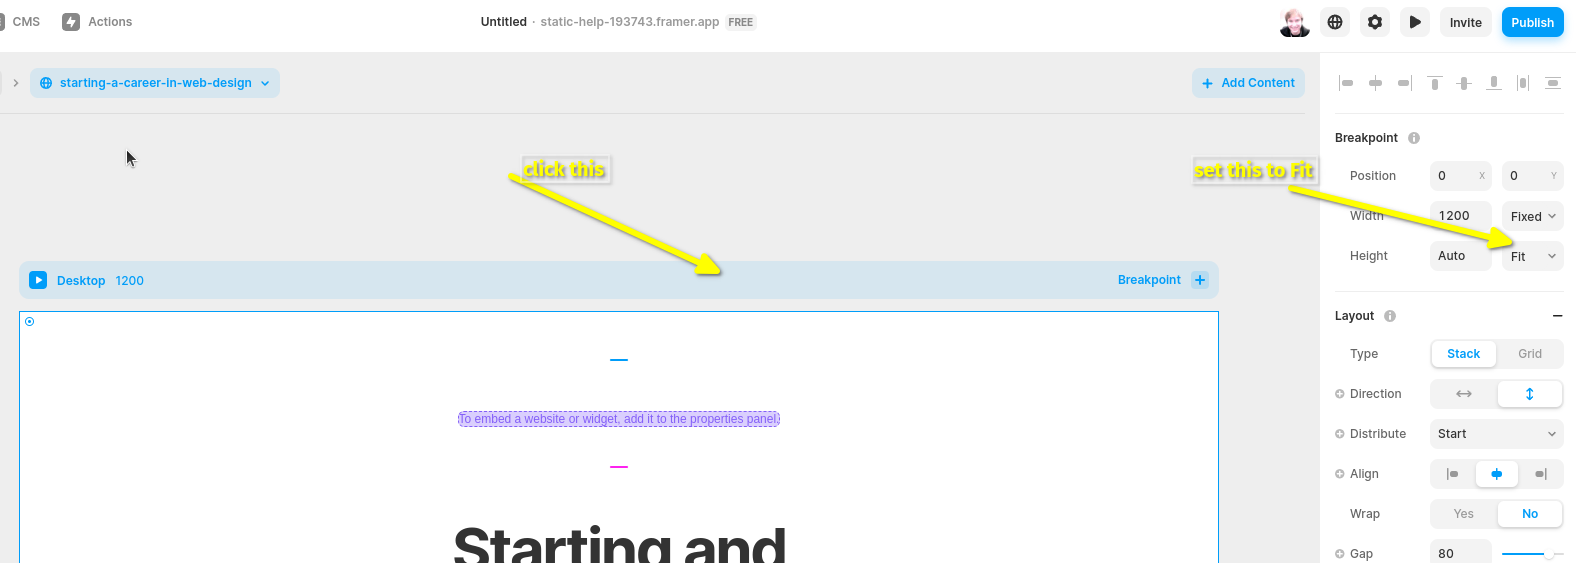 CMS Actions Untitled · static-help-193743.framer.app FREE Invite Publish
starting-a-career-in-web-design + Add Content
Breakpoint
click this
set this to Fit
Position 0 X 0 Y
Width 1200 Fixed
Height Auto Fit
Desktop 1200 Breakpoint +
Layout
Type Stack Grid
Direction
To embed a website or widget, add it to the properties panel.
Distribute Start
Align
Wrap Yes No
Starting and
Gap 80